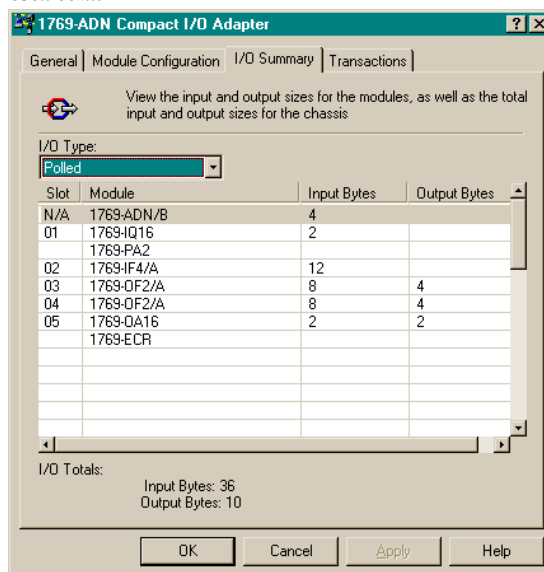 1769-ADN Compact I/O Adapter
General Module Configuration I/O Summary Transactions
View the input and output sizes for the modules, as well as the total
input and output sizes for the chassis
I/O Type:
Polled
Slot Module Input Bytes Output Bytes
N/A 1769-ADN/B 4
01 1769-IQ16 2
1769-PA2
02 1769-IF4/A 12
03 1769-OF2/A 8 4
04 1769-OF2/A 8 4
05 1769-OA16 2 2
1769-ECR
I/O Totals:
Input Bytes: 36
Output Bytes: 10
OK Cancel Apply Help